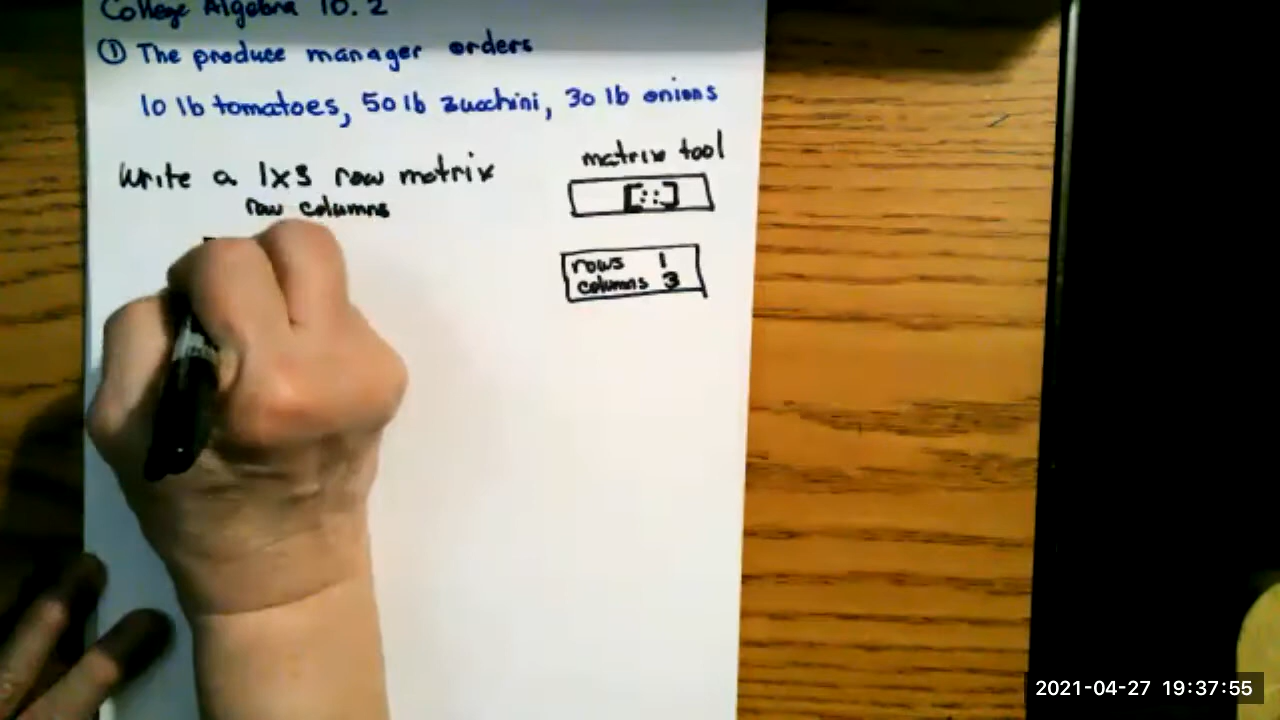 College Algebra 10.2
① The produce manager orders
10 lb tomatoes, 50 lb zucchini, 30 lb onions
Write a 1x3 row matrix
row columns
matrix tool
[::]
rows 1
columns 3
2021-04-27 19:37:55